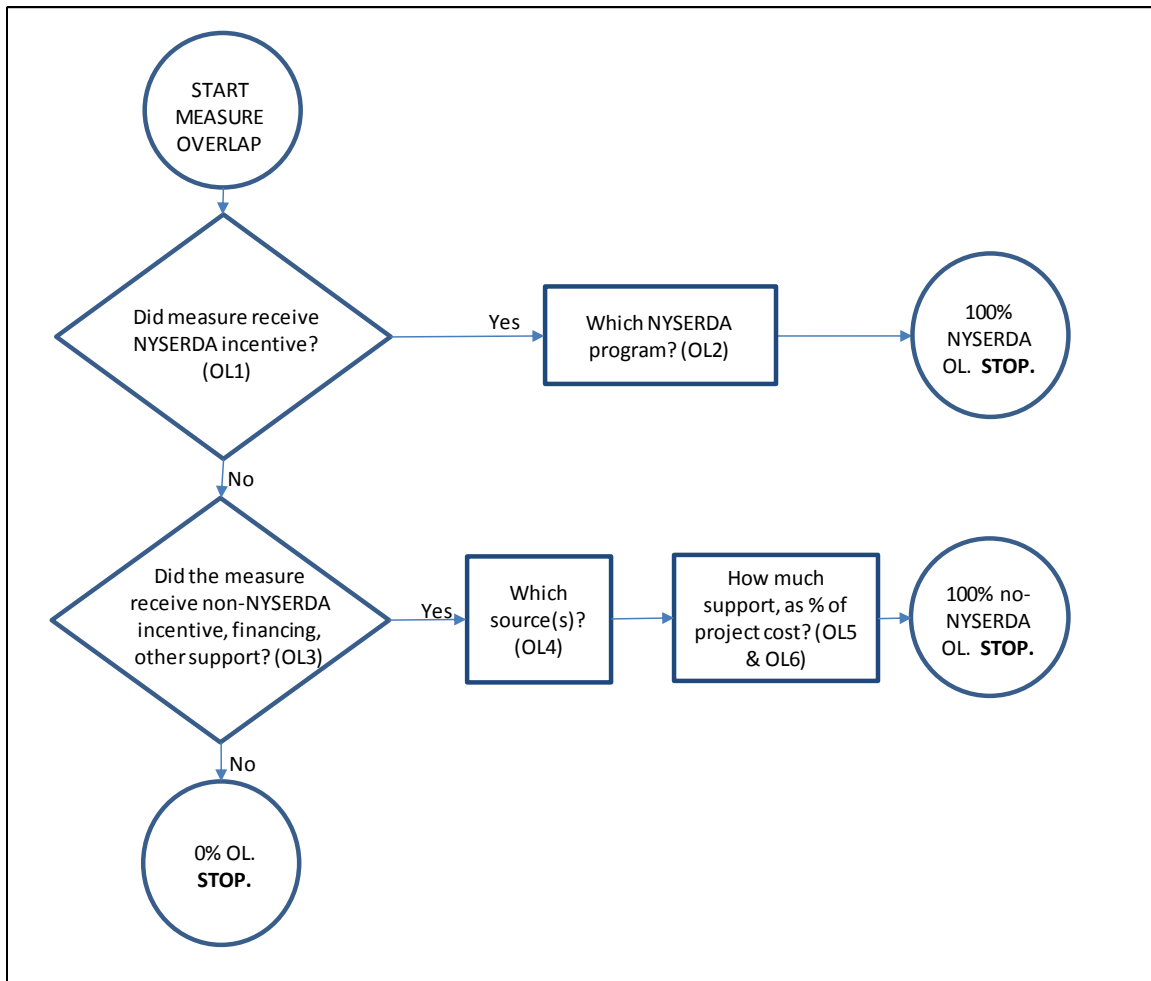 START
MEASURE
OVERLAP
Did measure receive
NYSERDA incentive?
(OL1)
Yes
Which NYSERDA
program? (OL2)
100%
NYSERDA
OL. STOP.
No
Did the measure
receive non-NYSERDA
incentive, financing,
other support? (OL3)
Yes
Which
source(s)?
(OL4)
How much
support, as % of
project cost? (OL5
& OL6)
100% no-
NYSERDA
OL. STOP.
No
0% OL.
STOP.